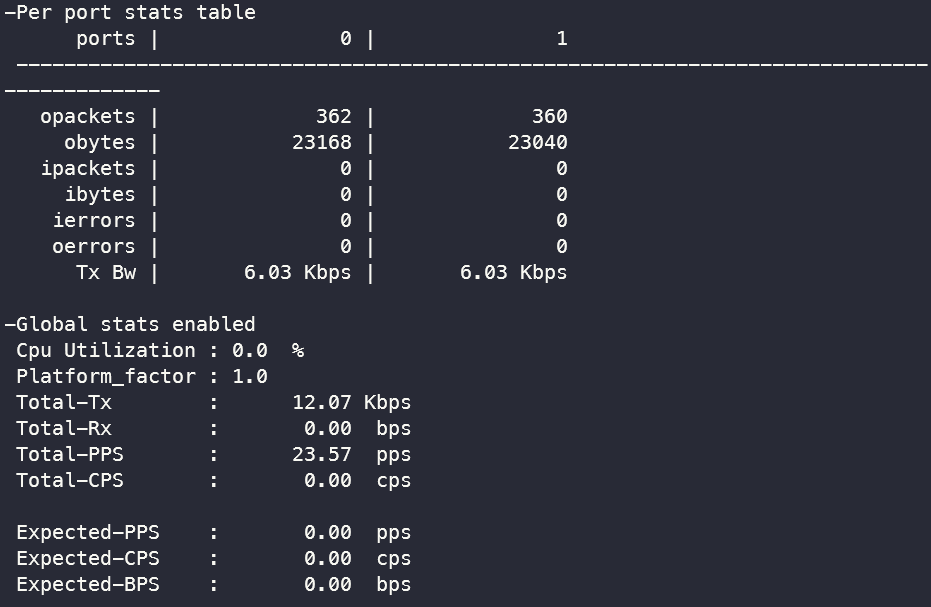 -Per port stats table
      ports |               0 |               1
 ----------------------------------------------------------------------------
-------------
   opackets |             362 |             360
     obytes |           23168 |           23040
   ipackets |               0 |               0
     ibytes |               0 |               0
    ierrors |               0 |               0
    oerrors |               0 |               0
      Tx Bw |       6.03 Kbps |       6.03 Kbps

-Global stats enabled
 Cpu Utilization : 0.0  %
 Platform_factor : 1.0
 Total-Tx        :      12.07 Kbps
 Total-Rx        :       0.00  bps
 Total-PPS       :      23.57  pps
 Total-CPS       :       0.00  cps

 Expected-PPS    :       0.00  pps
 Expected-CPS    :       0.00  cps
 Expected-BPS    :       0.00  bps